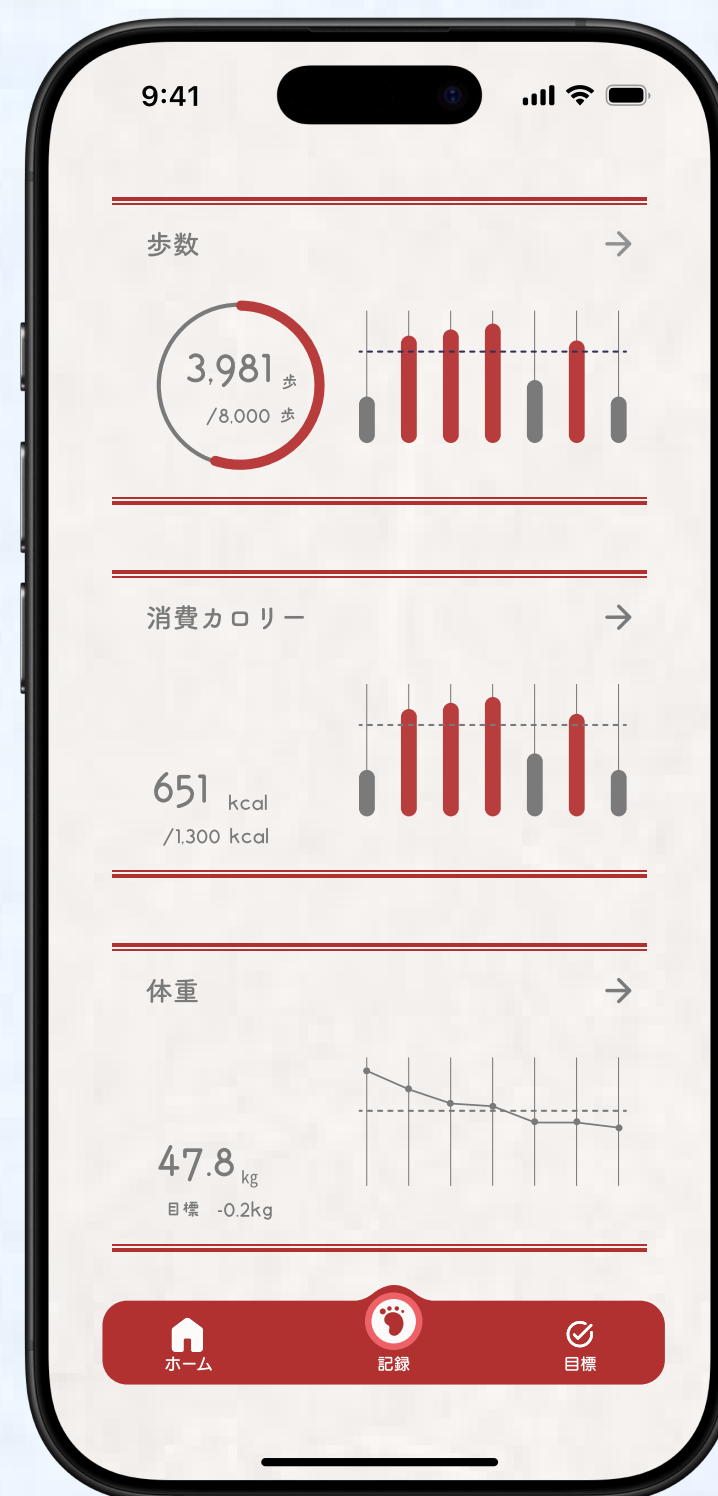 9:41
歩数
3,981 歩
/8,000 歩
消費カロリー
651 kcal
/1,300 kcal
体重
47.8 kg
目標 -0.2kg
ホーム 記録 目標